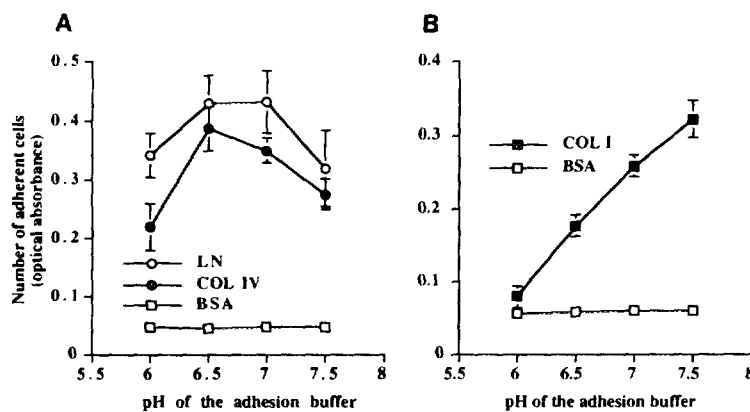 A
Number of adherent cells
(optical absorbance)
0.5
0.4
0.3
0.2
0.1
0
LN
COL IV
BSA
5.5 6 6.5 7 7.5 8
pH of the adhesion buffer
B
0.4
0.3
0.2
0.1
0
COL I
BSA
5.5 6 6.5 7 7.5 8
pH of the adhesion buffer